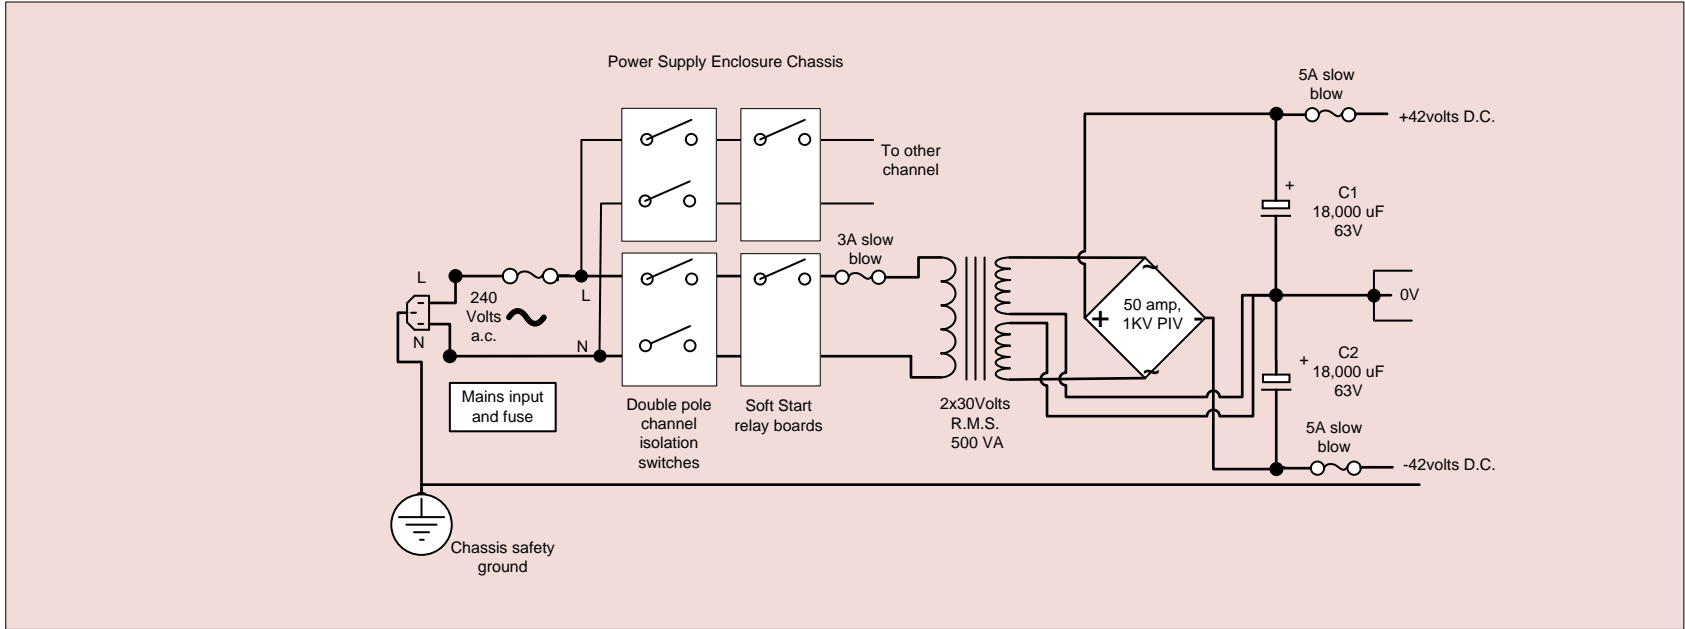 Power Supply Enclosure Chassis
5A slow
blow
+42volts D.C.
To other
channel
+
C1
18,000 uF
63V
3A slow
blow
L
240
Volts
a.c.
N
L
N
50 amp,
1KV PIV
+
-
0V
+
C2
18,000 uF
63V
Mains input
and fuse
Double pole
channel
isolation
switches
Soft Start
relay boards
2x30Volts
R.M.S.
500 VA
5A slow
blow
-42volts D.C.
Chassis safety
ground